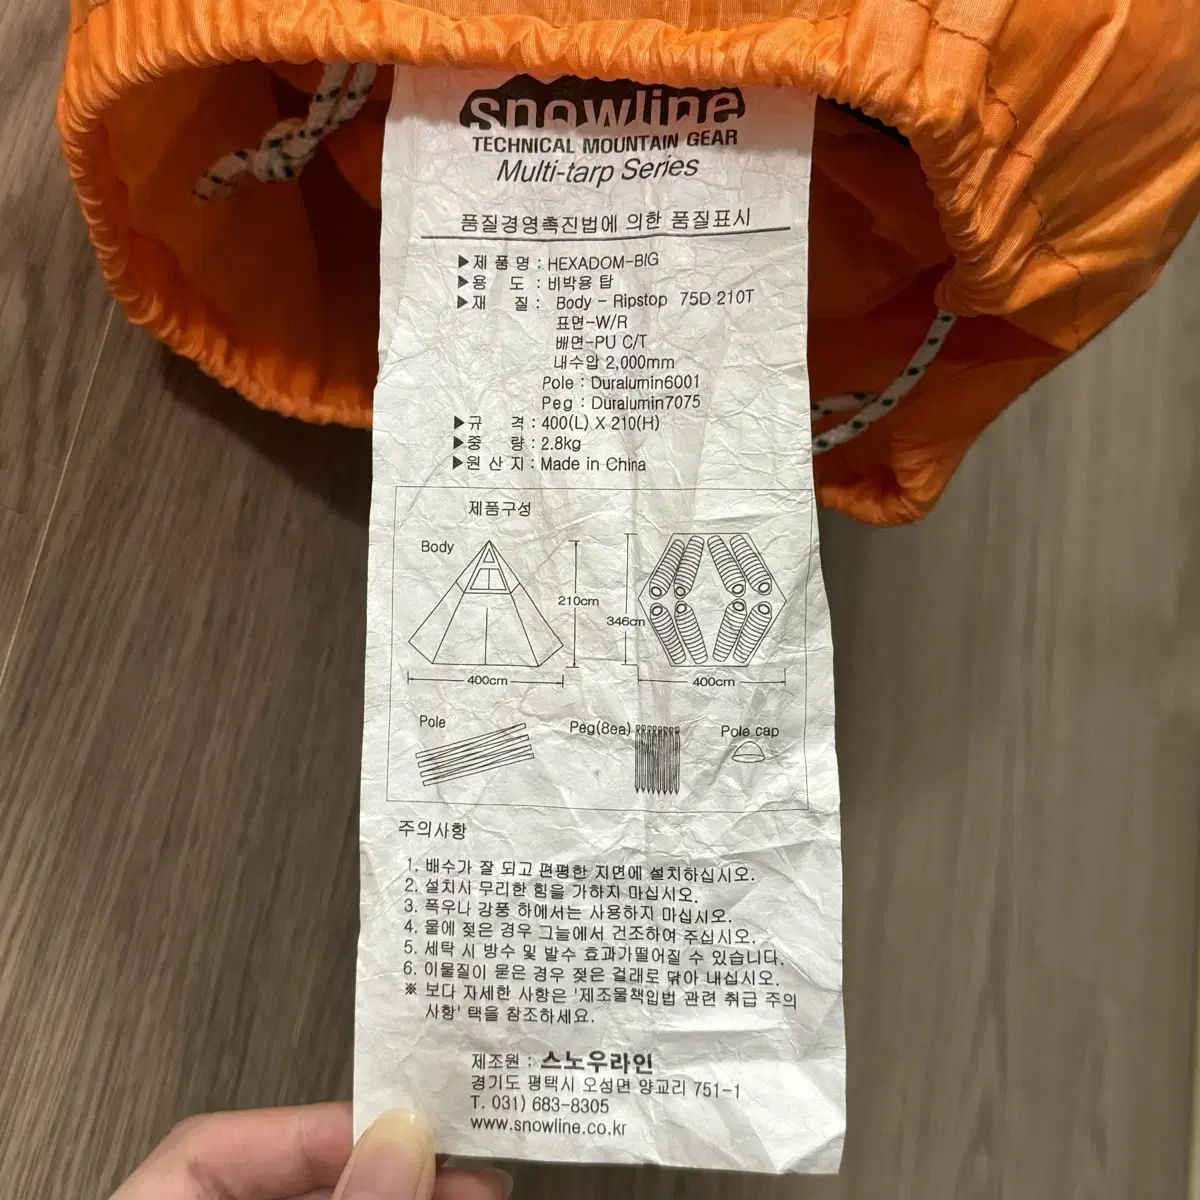 snowline
TECHNICAL MOUNTAIN GEAR
Multi-tarp Series
품질경영촉진법에 의한 품질표시
▶제 품 명 : HEXADOM-BIG
▶용 도 : 비박용 탑
▶재 질 : Body - Ripstop 75D 210T
표면-W/R
배면-PU C/T
내수압 2,000mm
Pole : Duralumin6001
Peg : Duralumin7075
▶규 격 : 400(L) X 210(H)
▶중 량 : 2.8kg
▶원 산 지 : Made in China
제품구성
Body
210cm
346cm
400cm
400cm
Pole
Peg(8ea)
Pole cap
주의사항
1. 배수가 잘 되고 편평한 지면에 설치하십시오.
2. 설치시 무리한 힘을 가하지 마십시오.
3. 폭우나 강풍 하에서는 사용하지 마십시오.
4. 물에 젖은 경우 그늘에서 건조하여 주십시오.
5. 세탁 시 방수 및 발수 효과가떨어질 수 있습니다.
6. 이물질이 묻은 경우 젖은 걸래로 닦아 내십시오.
※ 보다 자세한 사항은 '제조물책임법 관련 취급 주의
사항' 택을 참조하세요.
제조원 : 스노우라인
경기도 평택시 오성면 양교리 751-1
T. 031) 683-8305
www.snowline.co.kr